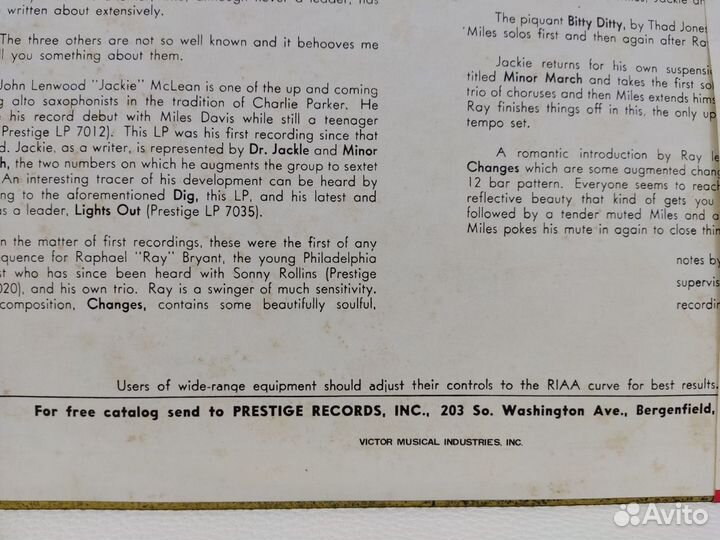 written about extensively.
The three others are not so well known and it behooves me
you something about them.
John Lenwood "Jackie" McLean is one of the up and coming
alto saxophonists in the tradition of Charlie Parker. He
his record debut with Miles Davis while still a teenager
Prestige LP 7012). This LP was his first recording since that
Jackie, as a writer, is represented by Dr. Jackle and Minor
the two numbers on which he augments the group to sextet
An interesting tracer of his development can be heard by
to the aforementioned Dig, this LP, and his latest and
as a leader, Lights Out (Prestige LP 7035).
n the matter of first recordings, these were the first of any
quence for Raphael "Ray" Bryant, the young Philadelphia
st who has since been heard with Sonny Rollins (Prestige
020), and his own trio. Ray is a swinger of much sensitivity.
composition, Changes, contains some beautifully soulful,
The piquant Bitty Ditty, by Thad Jones
Miles solos first and then again after Ray
Jackie returns for his own suspensi
titled Minor March and takes the first so
trio of choruses and then Miles extends hims
Ray finishes things off in this, the only up
tempo set.
A romantic introduction by Ray le
Changes which are some augmented chang
12 bar pattern. Everyone seems to reach
reflective beauty that kind of gets you
followed by a tender muted Miles and a
Miles pokes his mute in again to close thin
notes by
supervis
recordin
Users of wide-range equipment should adjust their controls to the RIAA curve for best results.
For free catalog send to PRESTIGE RECORDS, INC., 203 So. Washington Ave., Bergenfield,
VICTOR MUSICAL INDUSTRIES, INC.
Avito